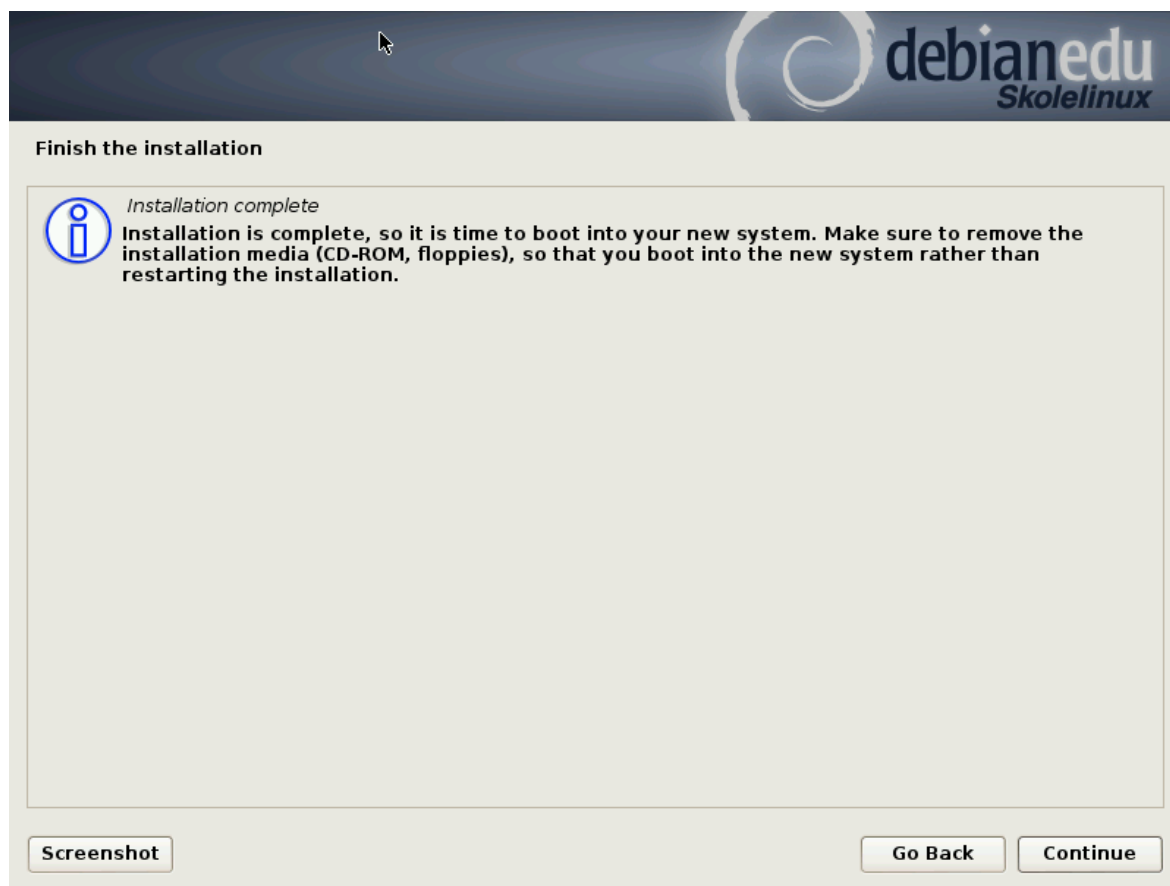 debianedu
Skolelinux
Finish the installation
Installation complete
Installation is complete, so it is time to boot into your new system. Make sure to remove the
installation media (CD-ROM, floppies), so that you boot into the new system rather than
restarting the installation.
Screenshot
Go Back
Continue